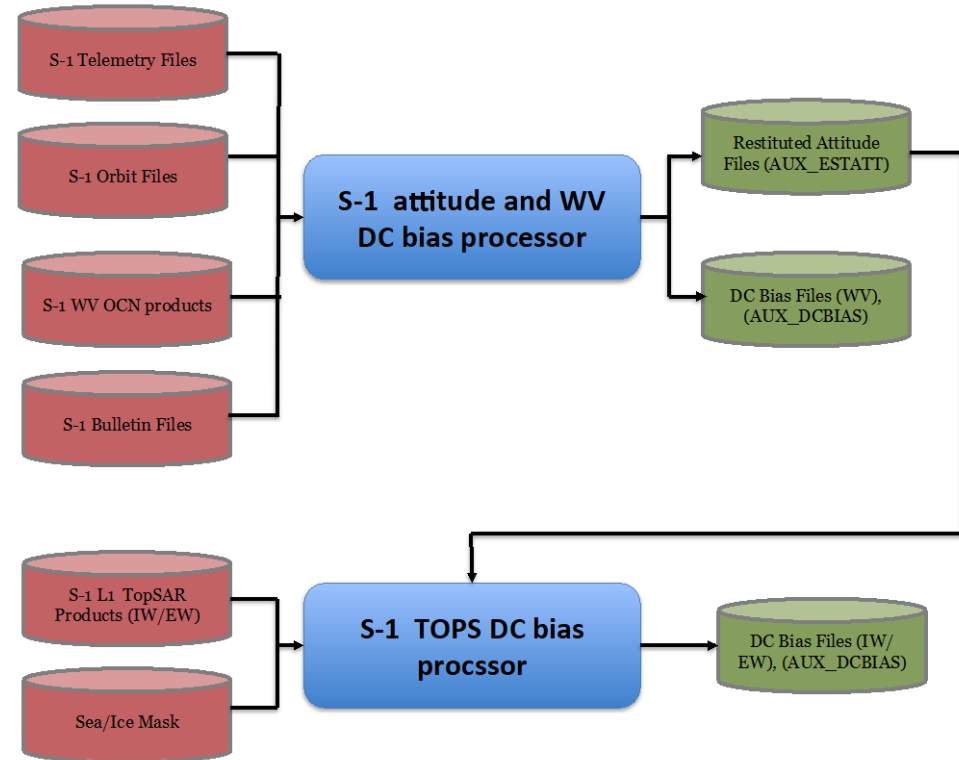 S-1 Telemetry Files
S-1 Orbit Files
S-1 WV OCN products
S-1 Bulletin Files
S-1 attitude and WV
DC bias processor
Restituted Attitude
Files (AUX_ESTATT)
DC Bias Files (WV),
(AUX_DCBIAS)
S-1 L1 TopSAR
Products (IW/EW)
Sea/Ice Mask
S-1 TOPS DC bias
procssor
DC Bias Files (IW/
EW), (AUX_DCBIAS)